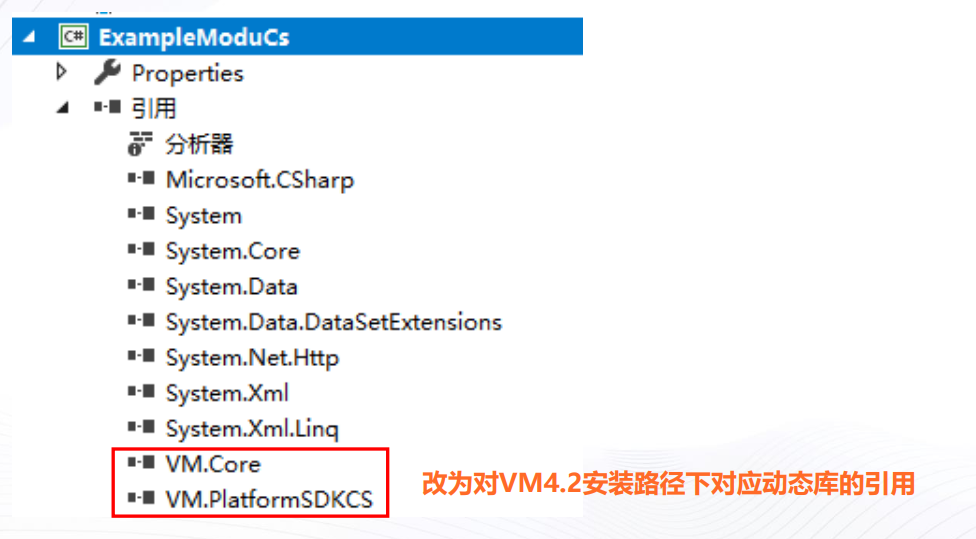 C# ExampleModuCs
Properties
引用
分析器
Microsoft.CSharp
System
System.Core
System.Data
System.Data.DataSetExtensions
System.Net.Http
System.Xml
System.Xml.Linq
VM.Core
VM.PlatformSDKCS
改为对VM4.2安装路径下对应动态库的引用